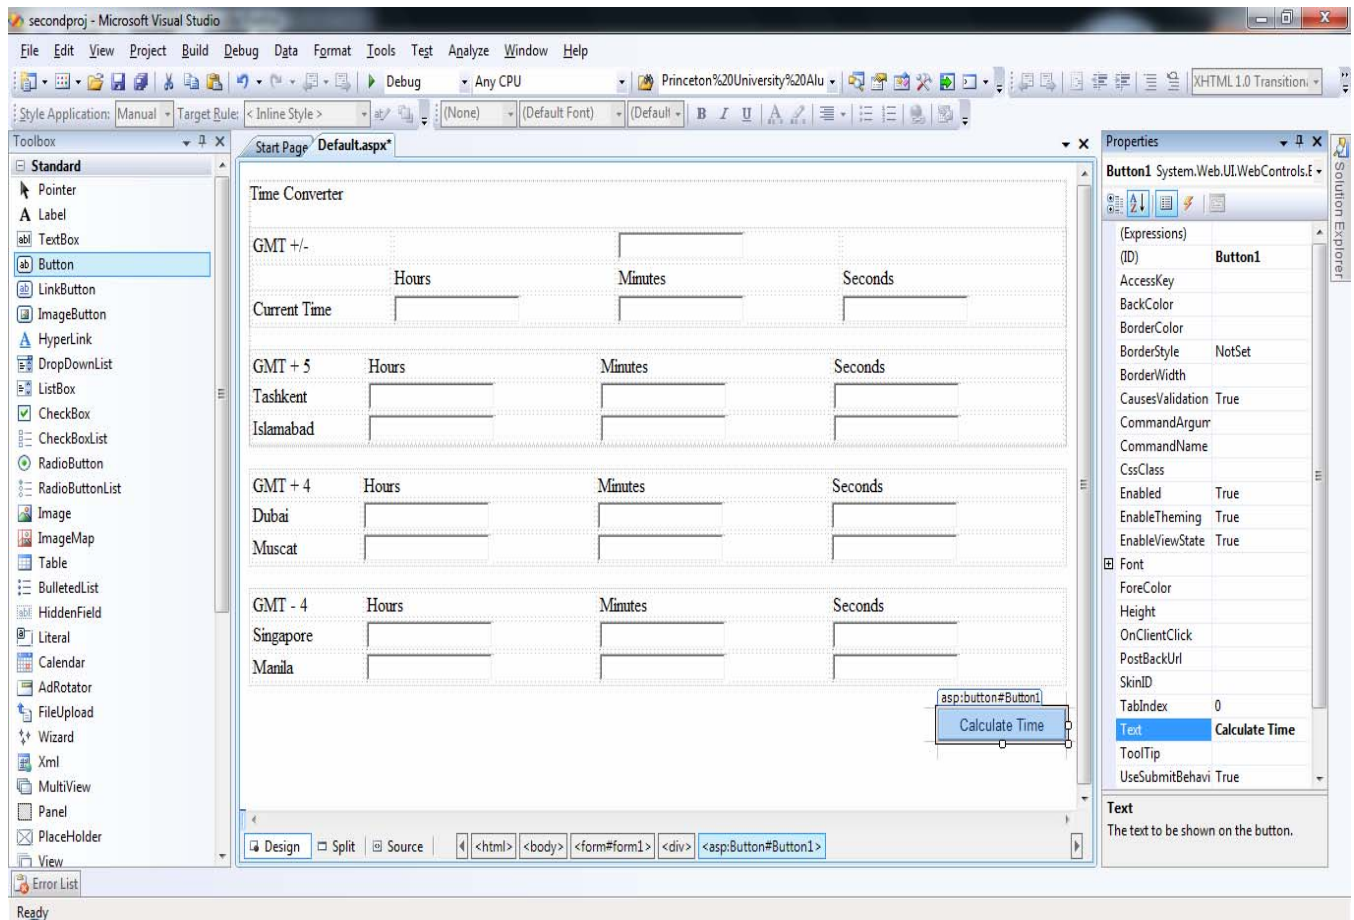 secondproj - Microsoft Visual Studio
File Edit View Project Build Debug Data Format Tools Test Analyze Window Help
Debug Any CPU Princeton%20University%20Alu XHTML 1.0 Transition
Style Application: Manual Target Rule: < Inline Style > (None) (Default Font) (Default B I U A
Toolbox
Standard
Pointer
A Label
TextBox
Button
LinkButton
ImageButton
HyperLink
DropDownList
ListBox
CheckBox
CheckBoxList
RadioButton
RadioButtonList
Image
ImageMap
Table
BulletedList
HiddenField
Literal
Calendar
AdRotator
FileUpload
Wizard
Xml
MultiView
Panel
PlaceHolder
View
Start Page Default.aspx*
Time Converter
GMT +/-
Hours Minutes Seconds
Current Time
GMT + 5 Hours Minutes Seconds
Tashkent
Islamabad
GMT + 4 Hours Minutes Seconds
Dubai
Muscat
GMT - 4 Hours Minutes Seconds
Singapore
Manila
asp:button#Button1
Calculate Time
Design Split Source <html> <body> <form#form1> <div> <asp:Button#Button1>
Properties
Button1 System.Web.UI.WebControls.E
(Expressions)
(ID) Button1
AccessKey
BackColor
BorderColor
BorderStyle NotSet
BorderWidth
CausesValidation True
CommandArgum
CommandName
CssClass
Enabled True
EnableTheming True
EnableViewState True
Font
ForeColor
Height
OnClientClick
PostBackUrl
SkinID
TabIndex 0
Text Calculate Time
ToolTip
UseSubmitBehavi True
Text
The text to be shown on the button.
Solution Explorer
Error List
Ready